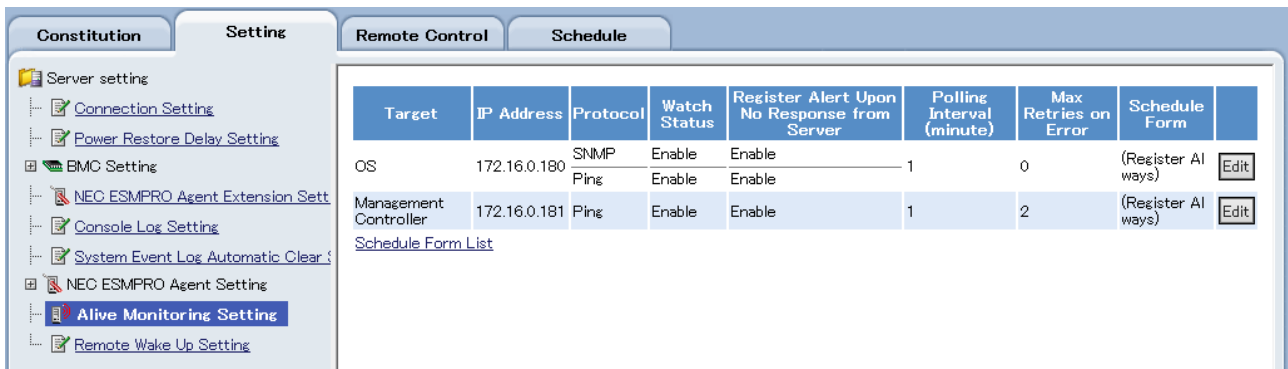 Constitution Setting Remote Control Schedule
Server setting
Connection Setting
Power Restore Delay Setting
BMC Setting
NEC ESMPRO Agent Extension Sett
Console Log Setting
System Event Log Automatic Clear
NEC ESMPRO Agent Setting
Alive Monitoring Setting
Remote Wake Up Setting
Target IP Address Protocol Watch Status Register Alert Upon No Response from Server Polling Interval (minute) Max Retries on Error Schedule Form
OS 172.16.0.180 SNMP Enable Enable 1 0 (Register Al ways) Edit
Ping Enable Enable
Management Controller 172.16.0.181 Ping Enable Enable 1 2 (Register Al ways) Edit
Schedule Form List